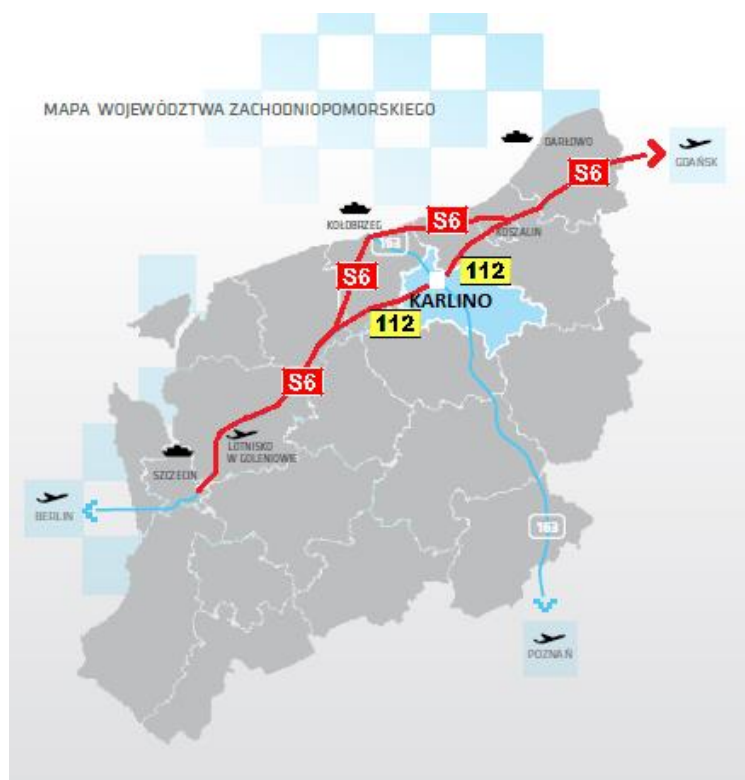 MAPA WOJEWÓDZTWA ZACHODNIOPOMORSKIEGO
DARŁOWO
GDAŃSK
S6
KOŁOBRZEG
S6
KOSZALIN
163
S6
112
KARLINO
112
S6
LOTNISKO
W GOLENIOWIE
SZCZECIN
BERLIN
163
POZNAŃ